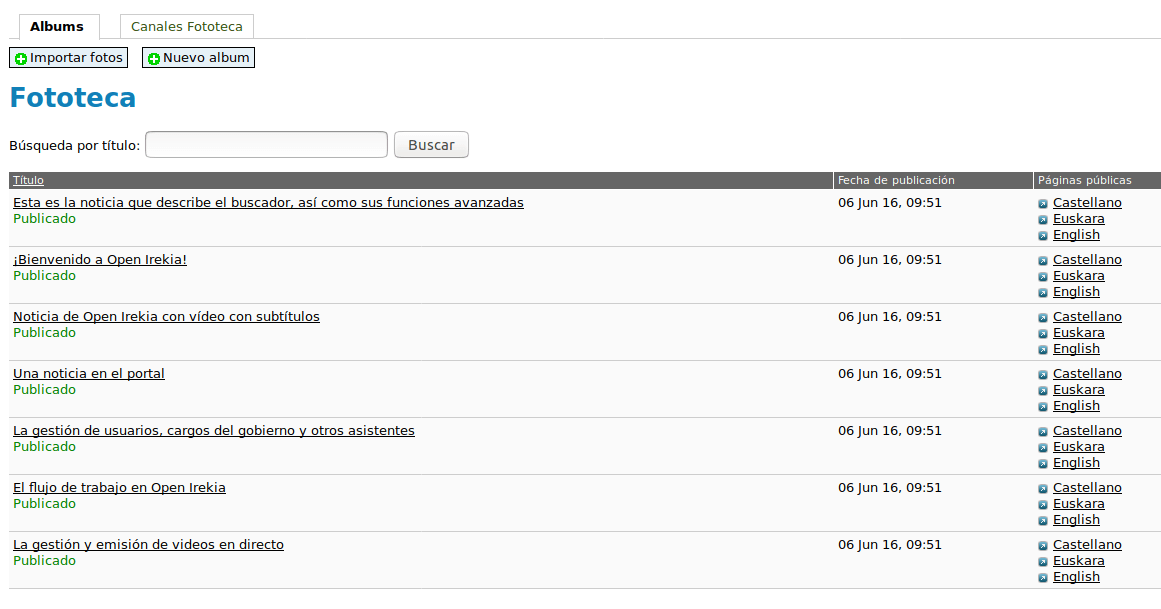 Albums Canales Fototeca
Importar fotos Nuevo album
Fototeca
Búsqueda por título: Buscar
Título Fecha de publicación Páginas públicas
Esta es la noticia que describe el buscador, así como sus funciones avanzadas 06 Jun 16, 09:51 Castellano
Publicado Euskara
English
¡Bienvenido a Open Irekia! 06 Jun 16, 09:51 Castellano
Publicado Euskara
English
Noticia de Open Irekia con vídeo con subtítulos 06 Jun 16, 09:51 Castellano
Publicado Euskara
English
Una noticia en el portal 06 Jun 16, 09:51 Castellano
Publicado Euskara
English
La gestión de usuarios, cargos del gobierno y otros asistentes 06 Jun 16, 09:51 Castellano
Publicado Euskara
English
El flujo de trabajo en Open Irekia 06 Jun 16, 09:51 Castellano
Publicado Euskara
English
La gestión y emisión de videos en directo 06 Jun 16, 09:51 Castellano
Publicado Euskara
English